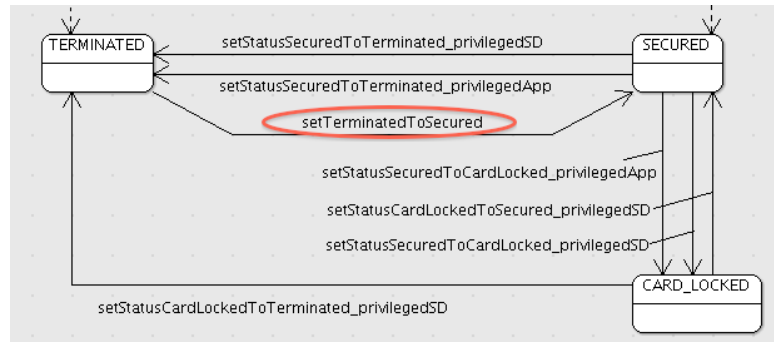 TERMINATED
setStatusSecuredToTerminated_privilegedSD
SECURED
setStatusSecuredToTerminated_privilegedApp
setTerminatedToSecured
setStatusSecuredToCardLocked_privilegedApp
setStatusCardLockedToSecured_privilegedSD
setStatusSecuredToCardLocked_privilegedSD
CARD_LOCKED
setStatusCardLockedToTerminated_privilegedSD